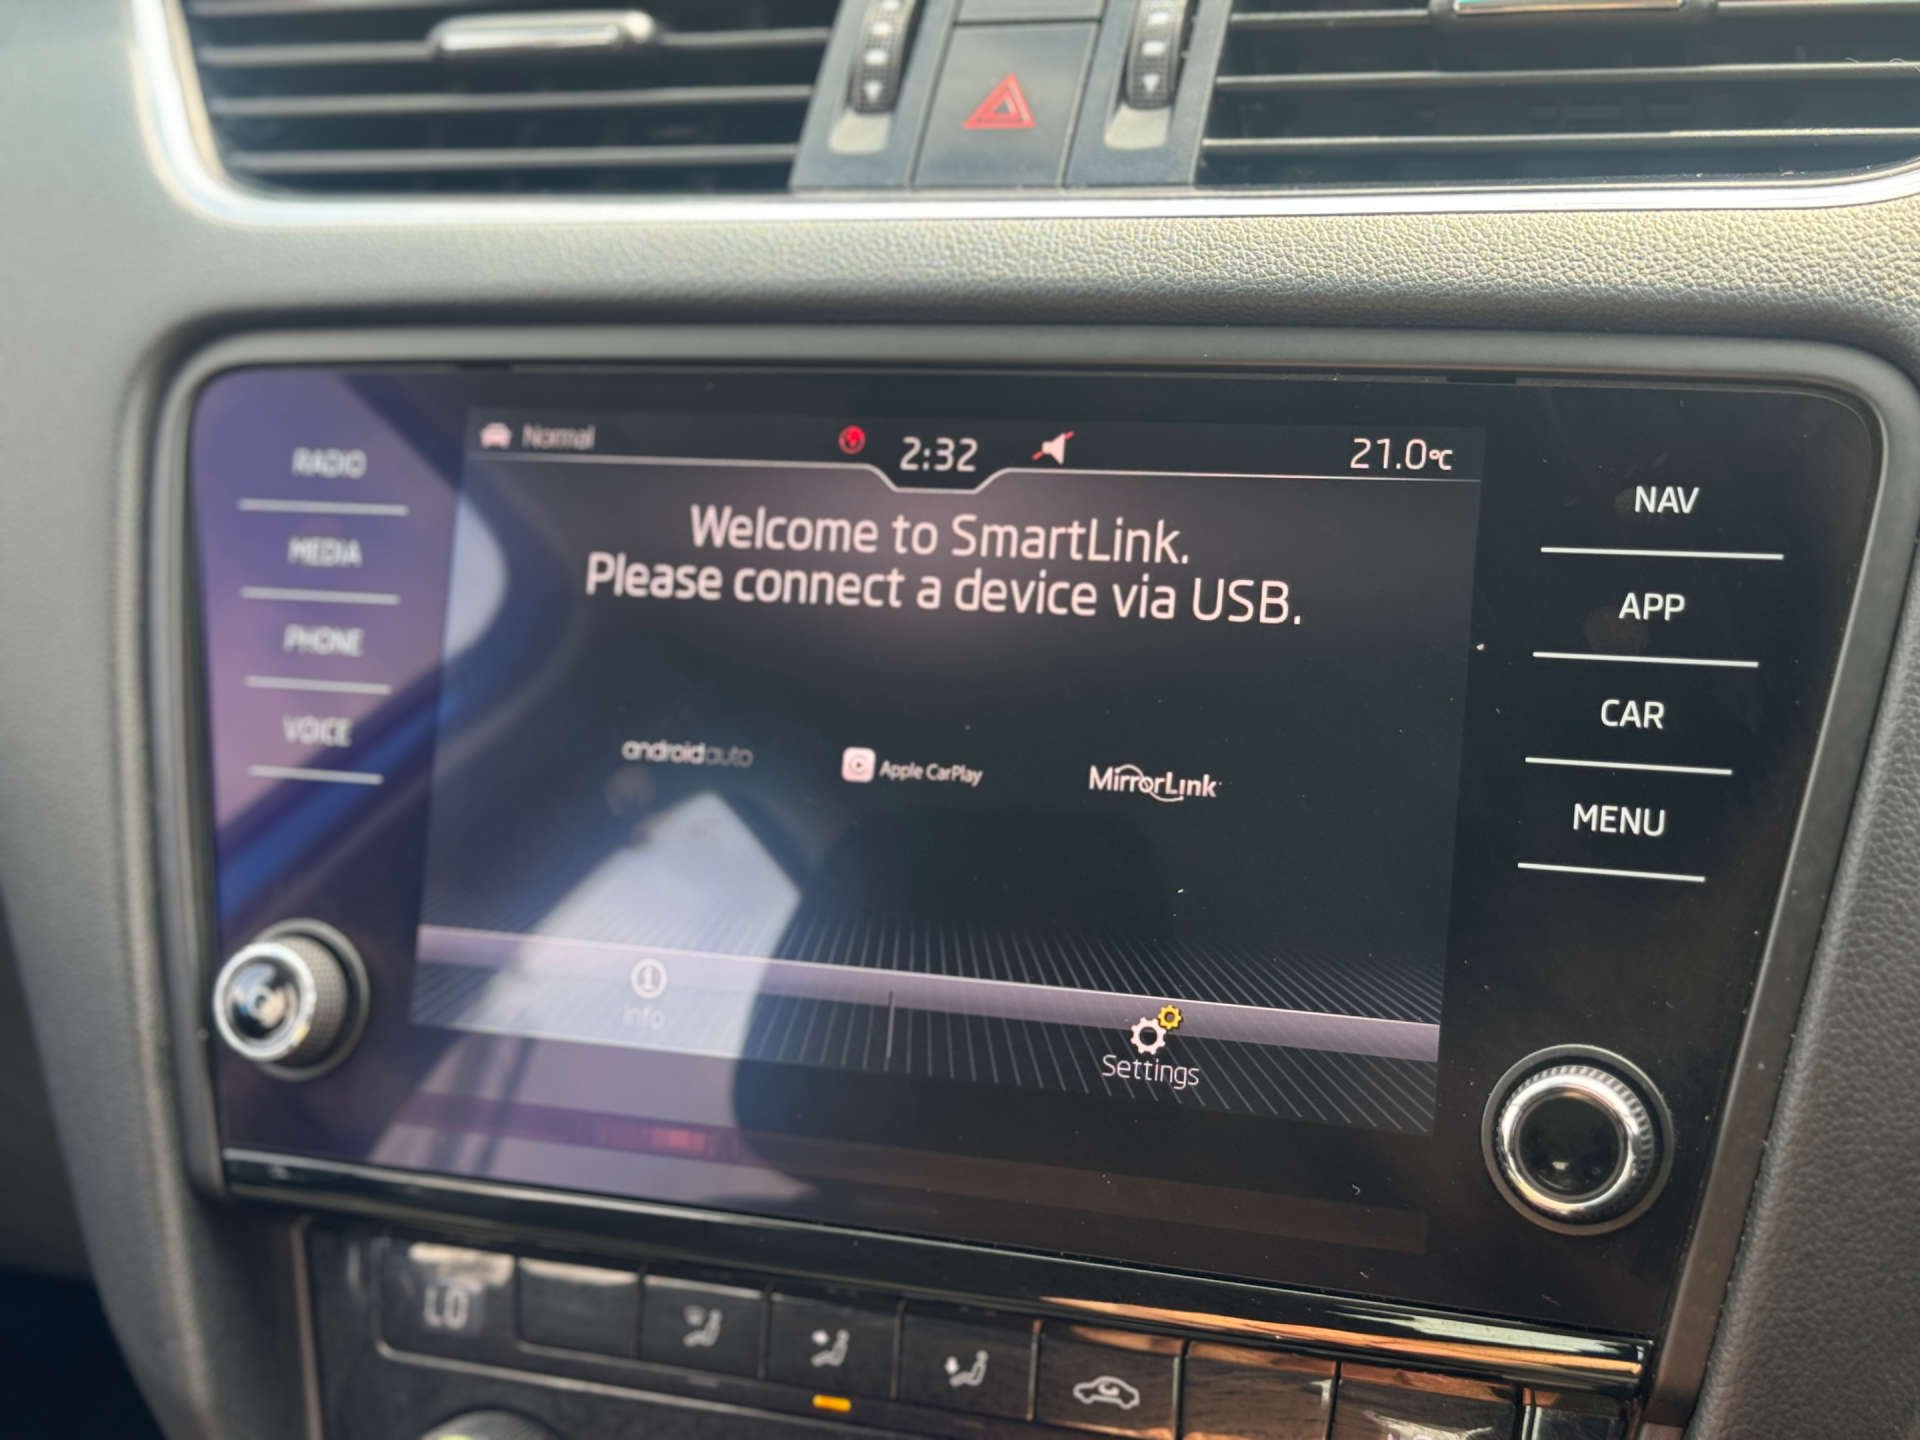 Normal 2:32 21.0°C
Welcome to SmartLink.
Please connect a device via USB.
androidauto Apple CarPlay MirrorLink
Info Settings
RADIO
MEDIA
PHONE
VOICE
NAV
APP
CAR
MENU
LO